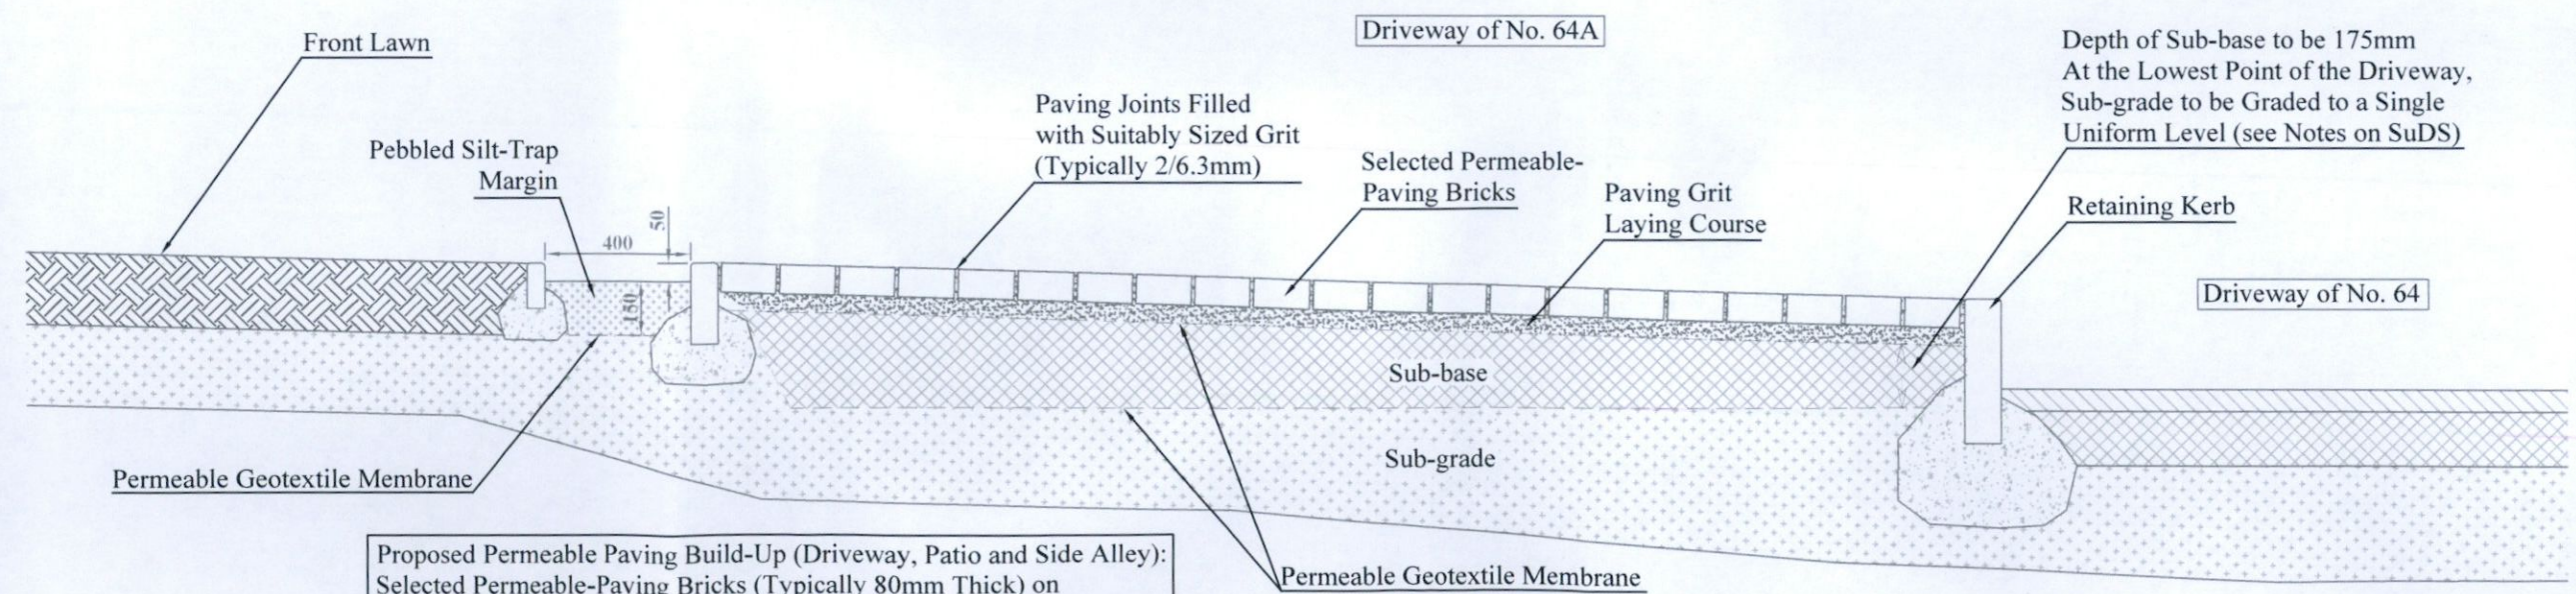 Driveway of No. 64A
Front Lawn
Depth of Sub-base to be 175mm
At the Lowest Point of the Driveway,
Sub-grade to be Graded to a Single
Uniform Level (see Notes on SuDS)
Paving Joints Filled
with Suitably Sized Grit
(Typically 2/6.3mm)
Pebbled Silt-Trap
Margin
Selected Permeable-
Paving Bricks
Paving Grit
Laying Course
Retaining Kerb
50
400
150
Driveway of No. 64
Sub-base
Sub-grade
Permeable Geotextile Membrane
Proposed Permeable Paving Build-Up (Driveway, Patio and Side Alley):
Selected Permeable-Paving Bricks (Typically 80mm Thick) on
Permeable Geotextile Membrane